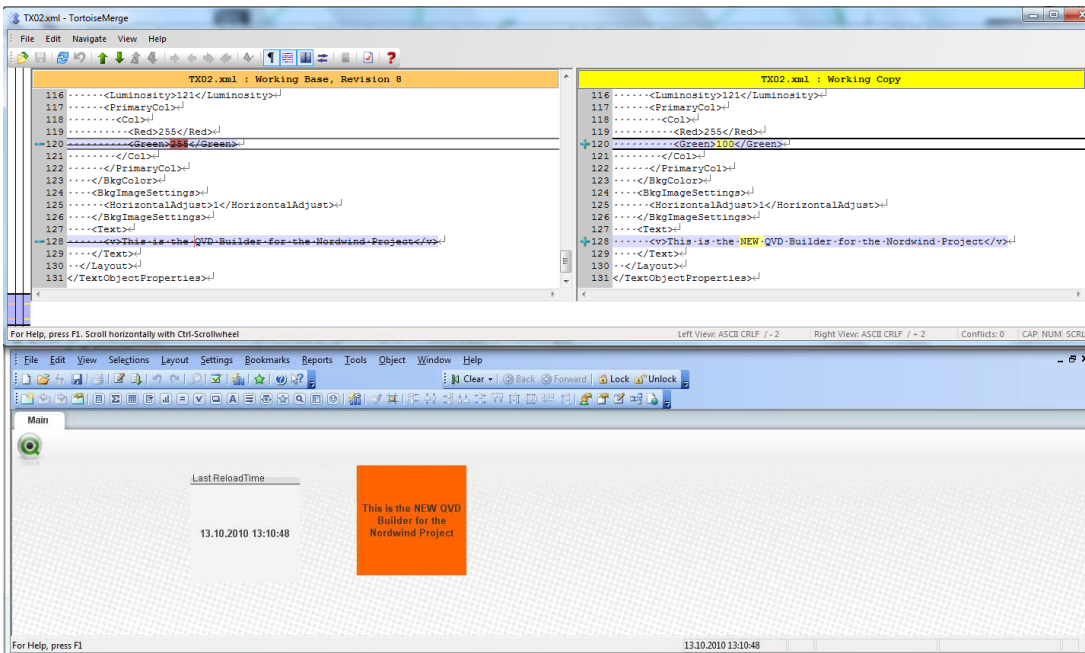 TX02.xml - TortoiseMerge
File Edit Navigate View Help
TX02.xml : Working Base, Revision 8
116 ······<Luminosity>121</Luminosity>↵
117 ······<PrimaryCol>↵
118 ········<Col>↵
119 ··········<Red>255</Red>↵
120 ··········<Green>255</Green>↵
121 ········</Col>↵
122 ······</PrimaryCol>↵
123 ····</BkgColor>↵
124 ····<BkgImageSettings>↵
125 ······<HorizontalAdjust>1</HorizontalAdjust>↵
126 ····</BkgImageSettings>↵
127 ····<Text>↵
128 ······<v>This·is·the·QVD·Builder·for·the·Nordwind·Project</v>↵
129 ····</Text>↵
130 ··</Layout>↵
131 </TextObjectProperties>↵
TX02.xml : Working Copy
116 ······<Luminosity>121</Luminosity>↵
117 ······<PrimaryCol>↵
118 ········<Col>↵
119 ··········<Red>255</Red>↵
120 ··········<Green>100</Green>↵
121 ········</Col>↵
122 ······</PrimaryCol>↵
123 ····</BkgColor>↵
124 ····<BkgImageSettings>↵
125 ······<HorizontalAdjust>1</HorizontalAdjust>↵
126 ····</BkgImageSettings>↵
127 ····<Text>↵
128 ······<v>This·is·the·NEW·QVD·Builder·for·the·Nordwind·Project</v>↵
129 ····</Text>↵
130 ··</Layout>↵
131 </TextObjectProperties>↵
For Help, press F1. Scroll horizontally with Ctrl-Scrollwheel Left View: ASCII CRLF / - 2 Right View: ASCII CRLF / + 2 Conflicts: 0 CAP NUM SCRL
File Edit View Selections Layout Settings Bookmarks Reports Tools Object Window Help
Clear Back Forward Lock Unlock
Main
Last ReloadTime
13.10.2010 13:10:48
This is the NEW QVD
Builder for the
Nordwind Project
For Help, press F1 13.10.2010 13:10:48